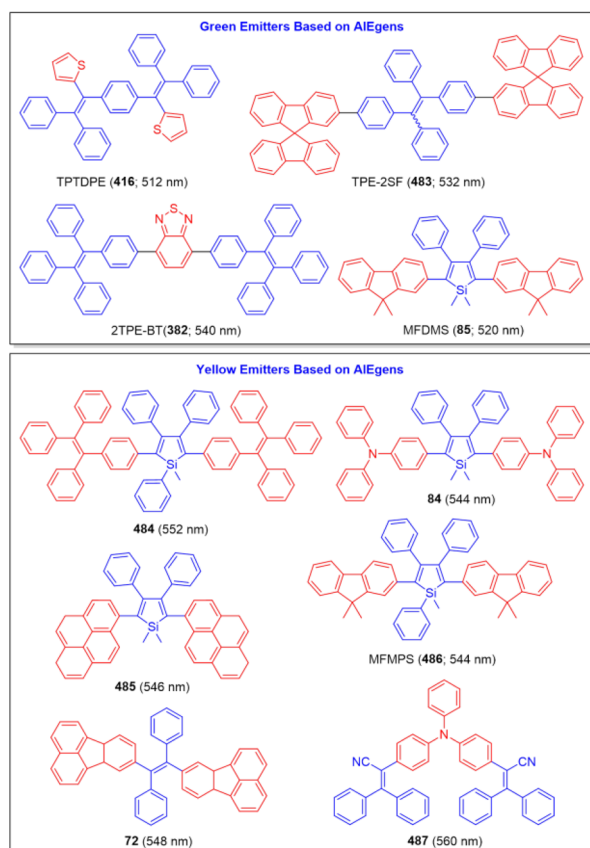 Green Emitters Based on AIEgens
S
S
TPTDPE (416; 512 nm)
TPE-2SF (483; 532 nm)
S
N N
2TPE-BT(382; 540 nm)
Si
MFDMS (85; 520 nm)
Yellow Emitters Based on AIEgens
Si
484 (552 nm)
N Si N
84 (544 nm)
Si
485 (546 nm)
Si
MFMPS (486; 544 nm)
72 (548 nm)
N
NC CN
487 (560 nm)